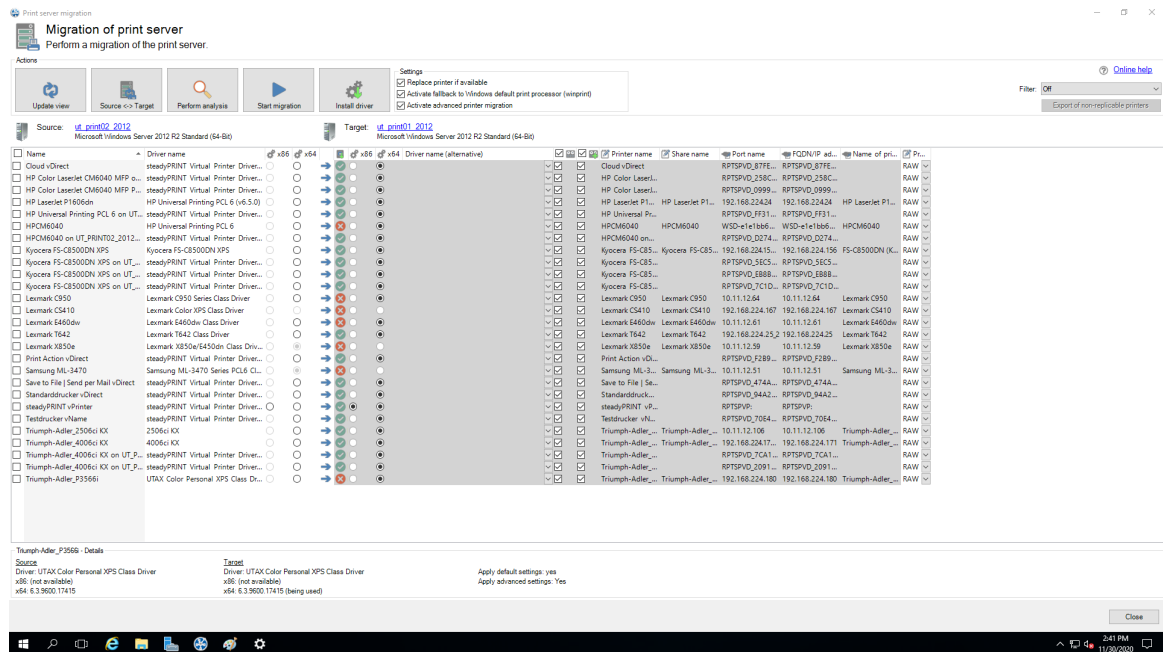 Print server migration
Migration of print server
Perform a migration of the print server.
Actions
Update view
Source <-> Target
Perform analysis
Start migration
Install driver
Settings
Replace printer if available
Activate fallback to Windows default print processor (winprint)
Activate advanced printer migration
Online help
Filter: Off
Export of non-replicable printers
Source: ut_print02_2012
Microsoft Windows Server 2012 R2 Standard (64-Bit)
Target: ut_print01_2012
Microsoft Windows Server 2012 R2 Standard (64-Bit)
Name Driver name x86 x64 x86 x64 Driver name (alternative) Printer name Share name Port name FQDN/IP ad... Name of pri... Pr...
Cloud vDirect steadyPRINT Virtual Printer Driver... Cloud vDirect RPTSPVD_87FE... RPTSPVD_87FE... RAW
HP Color LaserJet CM6040 MFP o... steadyPRINT Virtual Printer Driver... HP Color LaserJ... RPTSPVD_258C... RPTSPVD_258C... RAW
HP Color LaserJet CM6040 MFP P... steadyPRINT Virtual Printer Driver... HP Color LaserJ... RPTSPVD_0999... RPTSPVD_0999... RAW
HP LaserJet P1606dn HP Universal Printing PCL 6 (v6.5.0) HP LaserJet P1... HP LaserJet P1... 192.168.224.24 192.168.224.24 HP LaserJet P1... RAW
HP Universal Printing PCL 6 on UT... steadyPRINT Virtual Printer Driver... HP Universal Pr... RPTSPVD_FF31... RPTSPVD_FF31... RAW
HPCM6040 HP Universal Printing PCL 6 HPCM6040 HPCM6040 WSD-e1e1bb6... WSD-e1e1bb6... HPCM6040 RAW
HPCM6040 on UT_PRINT02_2012... steadyPRINT Virtual Printer Driver... HPCM6040 on... RPTSPVD_D274... RPTSPVD_D274... RAW
Kyocera FS-C8500DN XPS Kyocera FS-C8500DN XPS Kyocera FS-C85... Kyocera FS-C85... 192.168.224.15... 192.168.224.156 FS-C8500DN (K... RAW
Kyocera FS-C8500DN XPS on UT_... steadyPRINT Virtual Printer Driver... Kyocera FS-C85... RPTSPVD_5EC5... RPTSPVD_5EC5... RAW
Kyocera FS-C8500DN XPS on UT_... steadyPRINT Virtual Printer Driver... Kyocera FS-C85... RPTSPVD_EB8B... RPTSPVD_EB8B... RAW
Kyocera FS-C8500DN XPS on UT_... steadyPRINT Virtual Printer Driver... Kyocera FS-C85... RPTSPVD_7C1D... RPTSPVD_7C1D... RAW
Lexmark C950 Lexmark C950 Series Class Driver Lexmark C950 Lexmark C950 10.11.12.64 10.11.12.64 Lexmark C950 RAW
Lexmark CS410 Lexmark Color XPS Class Driver Lexmark CS410 Lexmark CS410 192.168.224.167 192.168.224.167 Lexmark CS410 RAW
Lexmark E460dw Lexmark E460dw Class Driver Lexmark E460dw Lexmark E460dw 10.11.12.61 10.11.12.61 Lexmark E460dw RAW
Lexmark T642 Lexmark T642 Class Driver Lexmark T642 Lexmark T642 192.168.224.25_2 192.168.224.25 Lexmark T642 RAW
Lexmark X850e Lexmark X850e/E450dn Class Driv... Lexmark X850e Lexmark X850e 10.11.12.59 10.11.12.59 Lexmark X850e RAW
Print Action vDirect steadyPRINT Virtual Printer Driver... Print Action vDi... RPTSPVD_F2B9... RPTSPVD_F2B9... RAW
Samsung ML-3470 Samsung ML-3470 Series PCL6 Cl... Samsung ML-3... Samsung ML-3... 10.11.12.51 10.11.12.51 Samsung ML-3... RAW
Save to File | Send per Mail vDirect steadyPRINT Virtual Printer Driver... Save to File | Se... RPTSPVD_474A... RPTSPVD_474A... RAW
Standarddrucker vDirect steadyPRINT Virtual Printer Driver... Standarddruck... RPTSPVD_94A2... RPTSPVD_94A2... RAW
steadyPRINT vPrinter steadyPRINT Virtual Printer Driver... steadyPRINT vP... RPTSPVP: RPTSPVP: RAW
Testdrucker vName steadyPRINT Virtual Printer Driver... Testdrucker vN... RPTSPVD_70E4... RPTSPVD_70E4... RAW
Triumph-Adler_2506ci KX 2506ci KX Triumph-Adler_... Triumph-Adler_... 10.11.12.106 10.11.12.106 Triumph-Adler_... RAW
Triumph-Adler_4006ci KX 4006ci KX Triumph-Adler_... Triumph-Adler_... 192.168.224.17... 192.168.224.171 Triumph-Adler_... RAW
Triumph-Adler_4006ci KX on UT_P... steadyPRINT Virtual Printer Driver... Triumph-Adler_... RPTSPVD_7CA1... RPTSPVD_7CA1... RAW
Triumph-Adler_4006ci KX on UT_P... steadyPRINT Virtual Printer Driver... Triumph-Adler_... RPTSPVD_2091... RPTSPVD_2091... RAW
Triumph-Adler_P3566i UTAX Color Personal XPS Class Dr... Triumph-Adler_... Triumph-Adler_... 192.168.224.180 192.168.224.180 Triumph-Adler_... RAW
Triumph-Adler_P3566i - Details
Source Target
Driver: UTAX Color Personal XPS Class Driver Driver: UTAX Color Personal XPS Class Driver Apply default settings: yes
x86: (not available) x86: (not available) Apply advanced settings: Yes
x64: 6.3.9600.17415 x64: 6.3.9600.17415 (being used)
Close
2:41 PM
11/30/2020